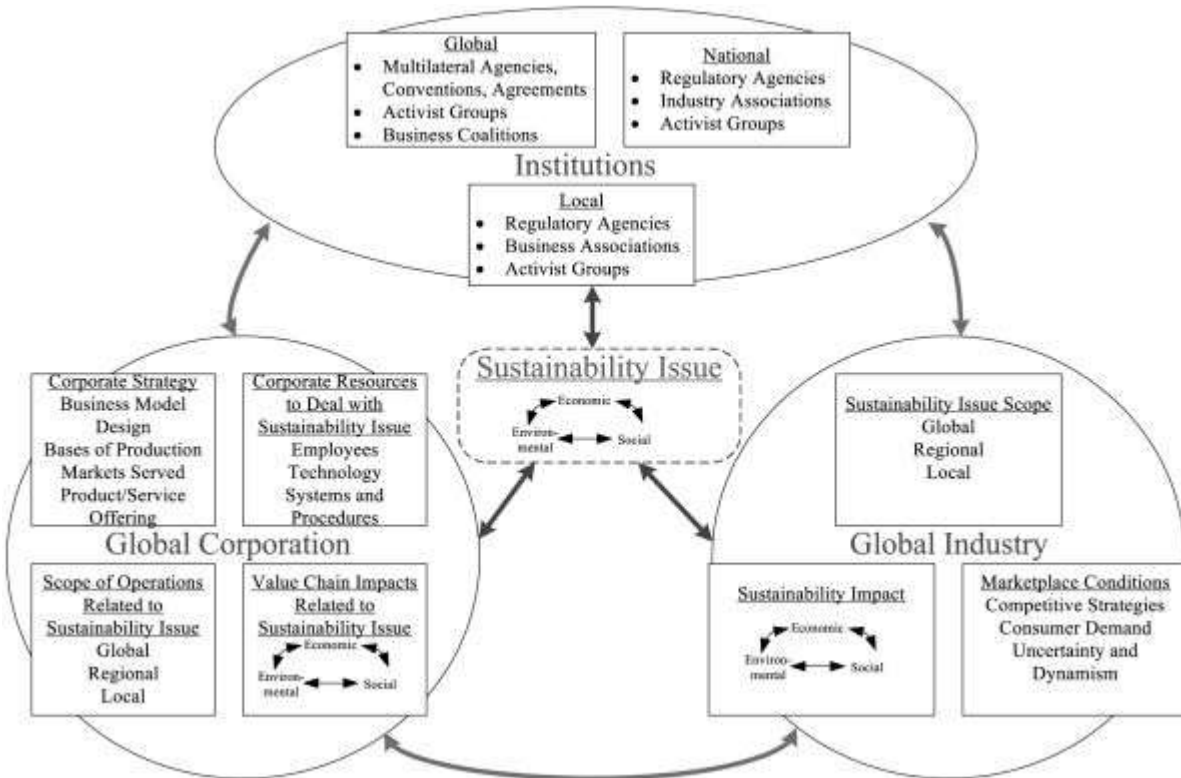 Global
• Multilateral Agencies,
Conventions, Agreements
• Activist Groups
• Business Coalitions
National
• Regulatory Agencies
• Industry Associations
• Activist Groups
Institutions
Local
• Regulatory Agencies
• Business Associations
• Activist Groups
Sustainability Issue
Economic
Environ-
mental
Social
Corporate Strategy
Business Model
Design
Bases of Production
Markets Served
Product/Service
Offering
Corporate Resources
to Deal with
Sustainability Issue
Employees
Technology
Systems and
Procedures
Global Corporation
Scope of Operations
Related to
Sustainability Issue
Global
Regional
Local
Value Chain Impacts
Related to
Sustainability Issue
Economic
Environ-
mental
Social
Sustainability Issue Scope
Global
Regional
Local
Global Industry
Sustainability Impact
Economic
Environ-
mental
Social
Marketplace Conditions
Competitive Strategies
Consumer Demand
Uncertainty and
Dynamism